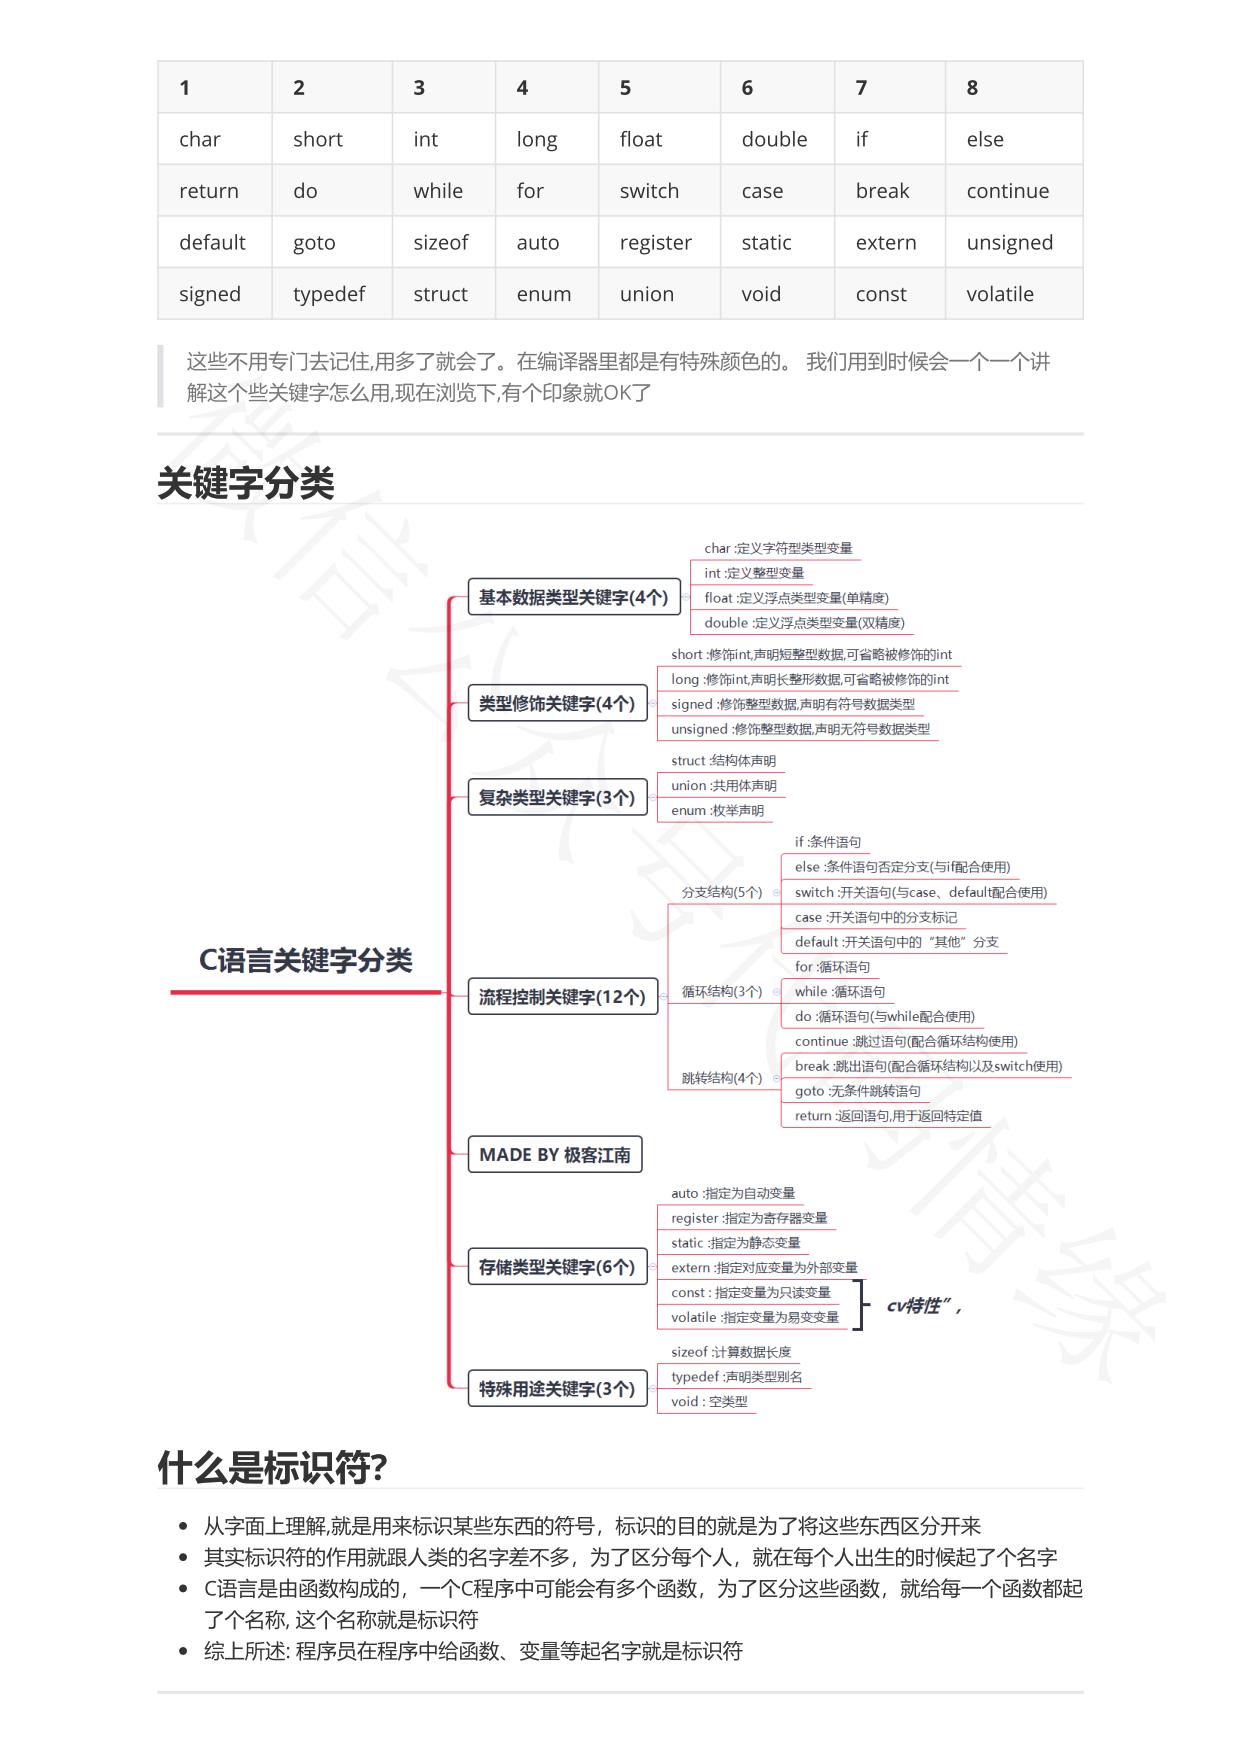 1 2 3 4 5 6 7 8
char short int long float double if else
return do while for switch case break continue
default goto sizeof auto register static extern unsigned
signed typedef struct enum union void const volatile
这些不用专门去记住,用多了就会了。在编译器里都是有特殊颜色的。 我们用到时候会一个一个讲
解这个些关键字怎么用,现在浏览下,有个印象就OK了
关键字分类
C语言关键字分类
基本数据类型关键字(4个)
char :定义字符型类型变量
int :定义整型变量
float :定义浮点类型变量(单精度)
double :定义浮点类型变量(双精度)
类型修饰关键字(4个)
short :修饰int,声明短整型数据,可省略被修饰的int
long :修饰int,声明长整形数据,可省略被修饰的int
signed :修饰整型数据,声明有符号数据类型
unsigned :修饰整型数据,声明无符号数据类型
复杂类型关键字(3个)
struct :结构体声明
union :共用体声明
enum :枚举声明
流程控制关键字(12个)
分支结构(5个)
if :条件语句
else :条件语句否定分支(与if配合使用)
switch :开关语句(与case、default配合使用)
case :开关语句中的分支标记
default :开关语句中的“其他”分支
循环结构(3个)
for :循环语句
while :循环语句
do :循环语句(与while配合使用)
跳转结构(4个)
continue :跳过语句(配合循环结构使用)
break :跳出语句(配合循环结构以及switch使用)
goto :无条件跳转语句
return :返回语句,用于返回特定值
MADE BY 极客江南
存储类型关键字(6个)
auto :指定为自动变量
register :指定为寄存器变量
static :指定为静态变量
extern :指定对应变量为外部变量
const : 指定变量为只读变量
volatile :指定变量为易变变量
cv特性”,
特殊用途关键字(3个)
sizeof :计算数据长度
typedef :声明类型别名
void : 空类型
什么是标识符?
• 从字面上理解,就是用来标识某些东西的符号，标识的目的就是为了将这些东西区分开来
• 其实标识符的作用就跟人类的名字差不多，为了区分每个人，就在每个人出生的时候起了个名字
• C语言是由函数构成的，一个C程序中可能会有多个函数，为了区分这些函数，就给每一个函数都起
了个名称, 这个名称就是标识符
• 综上所述: 程序员在程序中给函数、变量等起名字就是标识符
微信公众号代码情缘